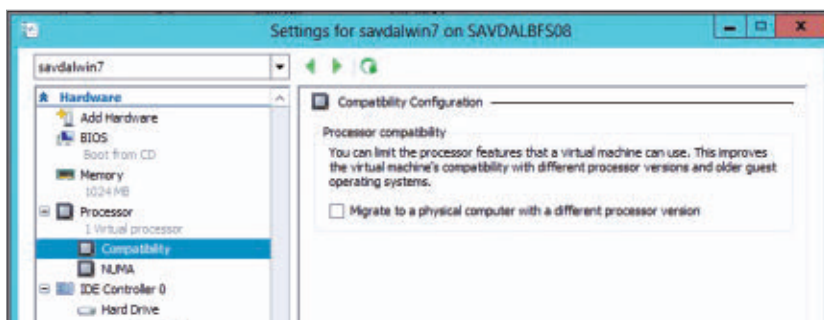 Settings for savdalwin7 on SAVDALBFS08
savdalwin7
Hardware
Add Hardware
BIOS
Boot from CD
Memory
1024 MB
Processor
1 Virtual processor
Compatibility
NUMA
IDE Controller 0
Hard Drive
Compatibility Configuration
Processor compatibility
You can limit the processor features that a virtual machine can use. This improves
the virtual machine's compatibility with different processor versions and older guest
operating systems.
Migrate to a physical computer with a different processor version